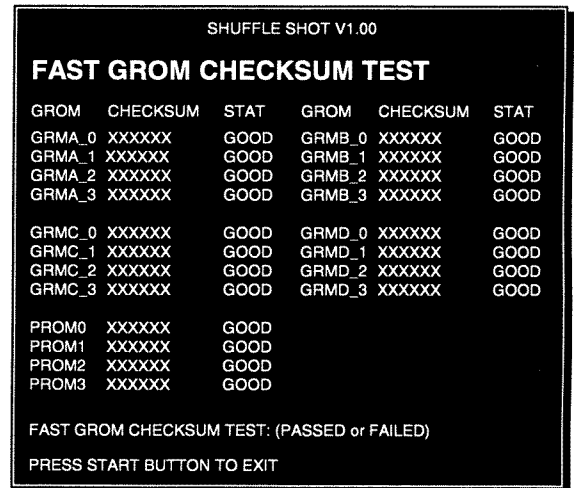 SHUFFLE SHOT V1.00
FAST GROM CHECKSUM TEST
GROM CHECKSUM STAT GROM CHECKSUM STAT
GRMA_0 XXXXXX GOOD GRMB_0 XXXXXX GOOD
GRMA_1 XXXXXX GOOD GRMB_1 XXXXXX GOOD
GRMA_2 XXXXXX GOOD GRMB_2 XXXXXX GOOD
GRMA_3 XXXXXX GOOD GRMB_3 XXXXXX GOOD
GRMC_0 XXXXXX GOOD GRMD_0 XXXXXX GOOD
GRMC_1 XXXXXX GOOD GRMD_1 XXXXXX GOOD
GRMC_2 XXXXXX GOOD GRMD_2 XXXXXX GOOD
GRMC_3 XXXXXX GOOD GRMD_3 XXXXXX GOOD
PROM0 XXXXXX GOOD
PROM1 XXXXXX GOOD
PROM2 XXXXXX GOOD
PROM3 XXXXXX GOOD
FAST GROM CHECKSUM TEST: (PASSED or FAILED)
PRESS START BUTTON TO EXIT